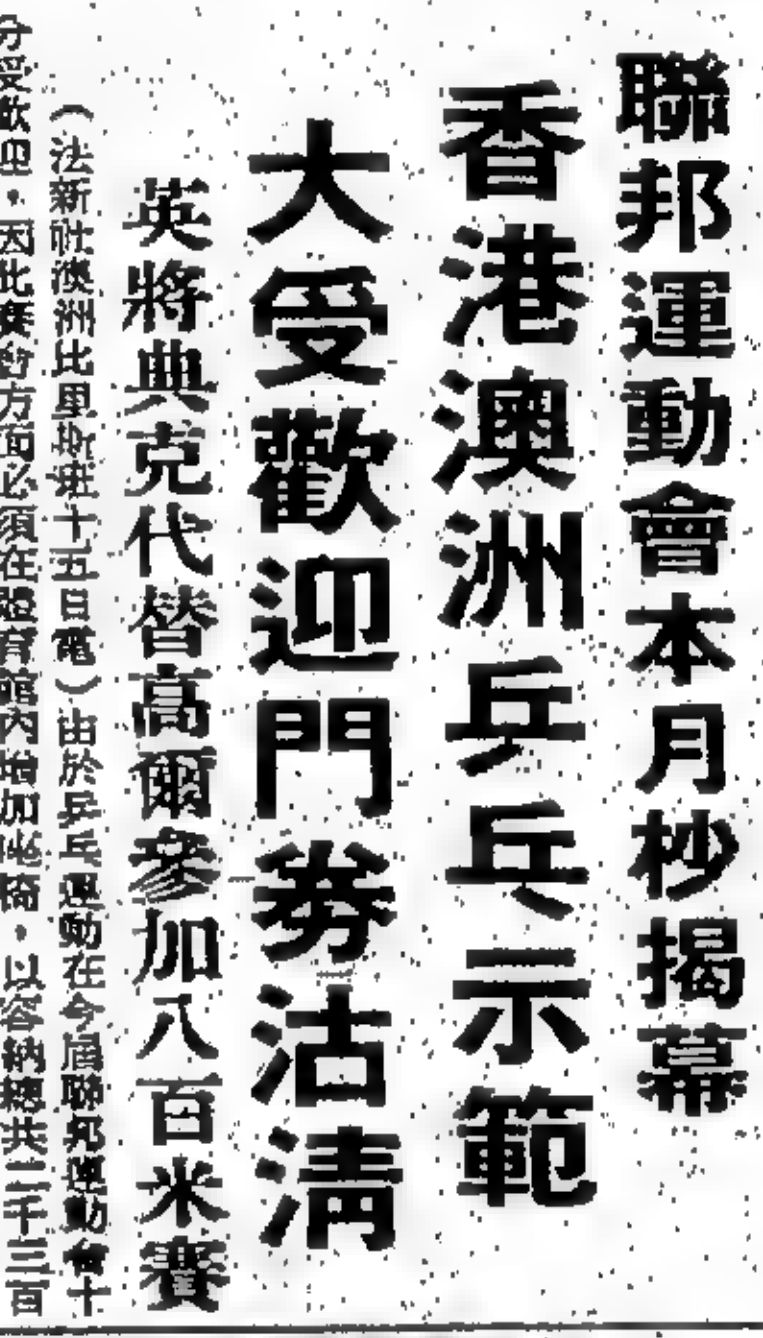 聯邦運動會本月杪揭幕
香港澳洲乒乓示範
大受歡迎門券沽清
英將典克代替高爾參加八百米賽
（法新社澳洲比里斯班十五日電）由於乒乓運動在今屆聯邦運動會十
分受歡迎，因此賽會方面必須在體育館內增加座椅，以容納總共二千三百